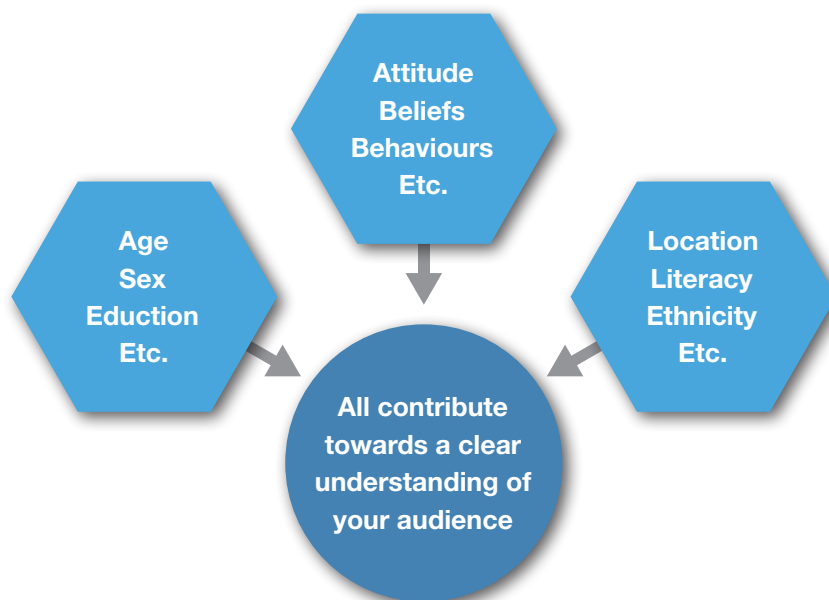 Attitude
Beliefs
Behaviours
Etc.
Age
Sex
Eduction
Etc.
Location
Literacy
Ethnicity
Etc.
All contribute
towards a clear
understanding of
your audience